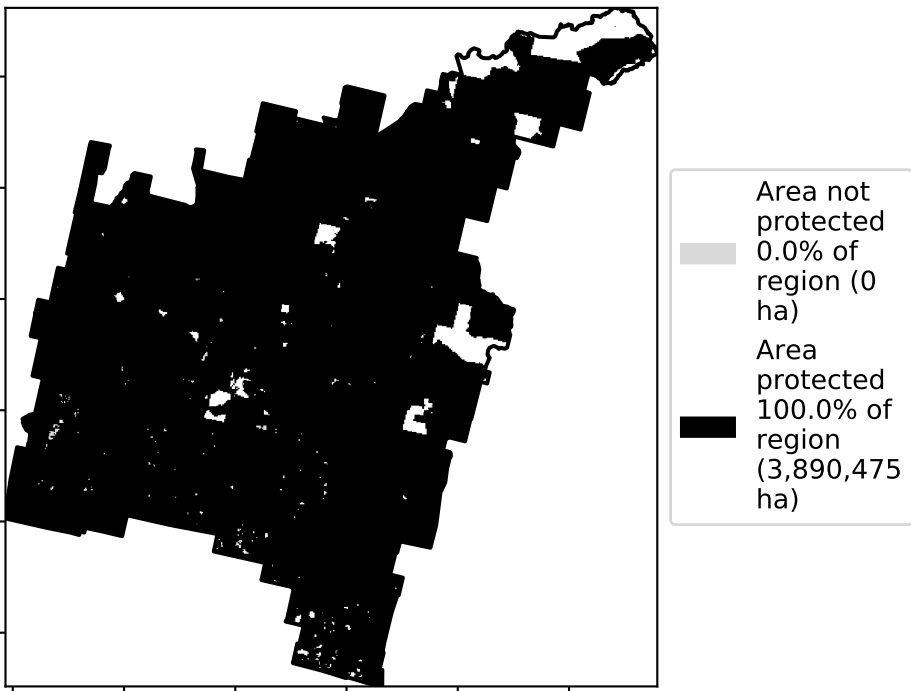 Area not
protected
0.0% of
region (0
ha)
Area
protected
100.0% of
region
(3,890,475
ha)